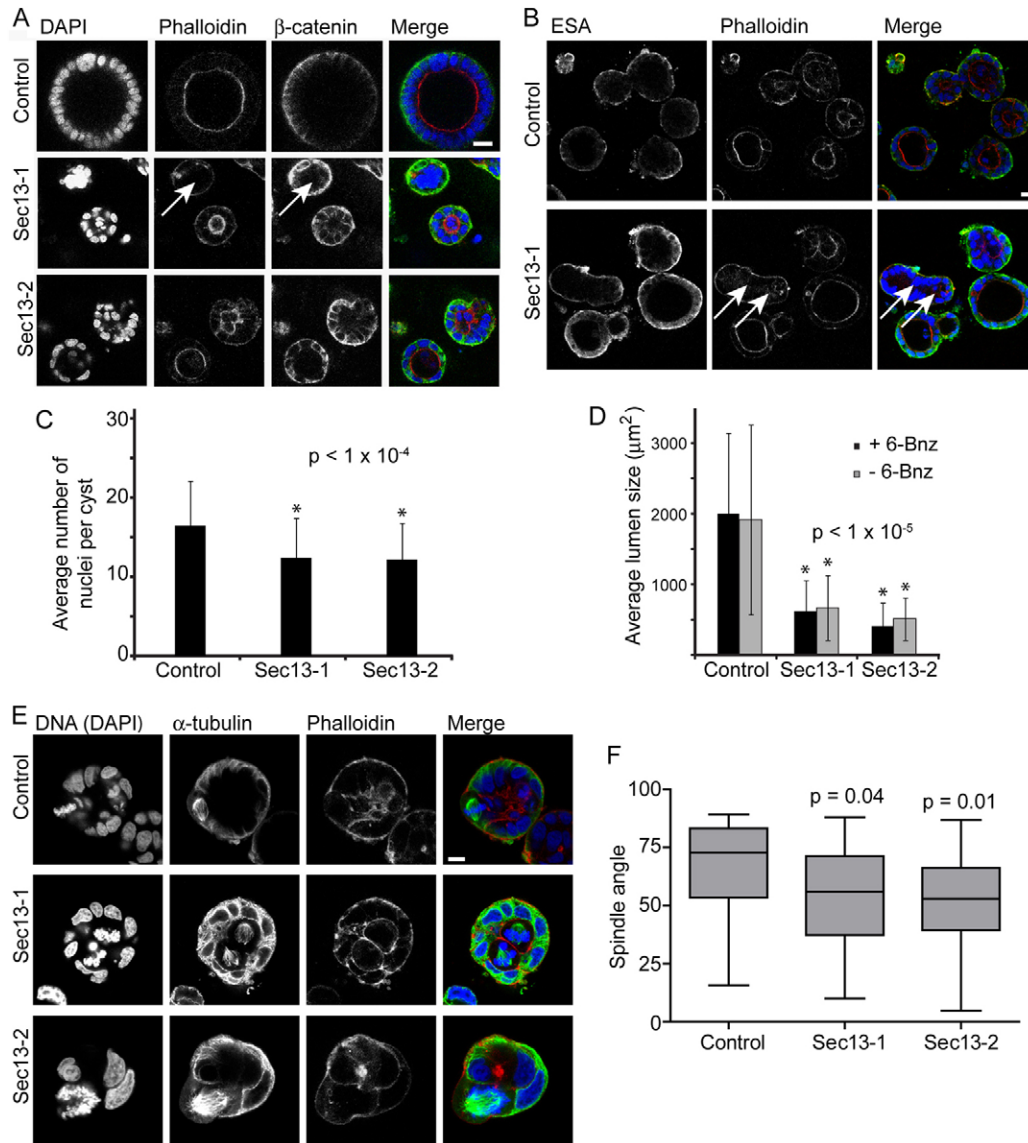 A
DAPI Phalloidin β-catenin Merge
Control
Sec13-1
Sec13-2
B
ESA Phalloidin Merge
Control
Sec13-1
C
Average number of
nuclei per cyst
30
20
10
0
p < 1 x 10⁻⁴
* *
Control Sec13-1 Sec13-2
D
Average lumen size (μm²)
3000
2000
1000
+ 6-Bnz
- 6-Bnz
p < 1 x 10⁻⁵
* * * *
Control Sec13-1 Sec13-2
E
DNA (DAPI) α-tubulin Phalloidin Merge
Control
Sec13-1
Sec13-2
F
Spindle angle
100
75
50
25
0
p = 0.04 p = 0.01
Control Sec13-1 Sec13-2